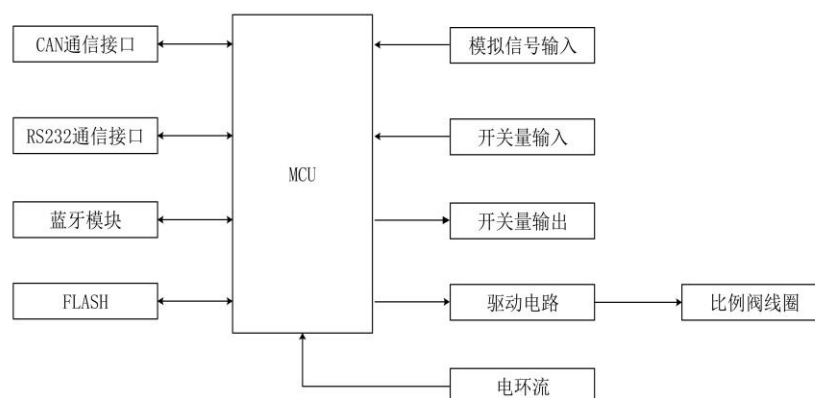 CAN通信接口
模拟信号输入
RS232通信接口
开关量输入
MCU
蓝牙模块
开关量输出
FLASH
驱动电路
比例阀线圈
电环流